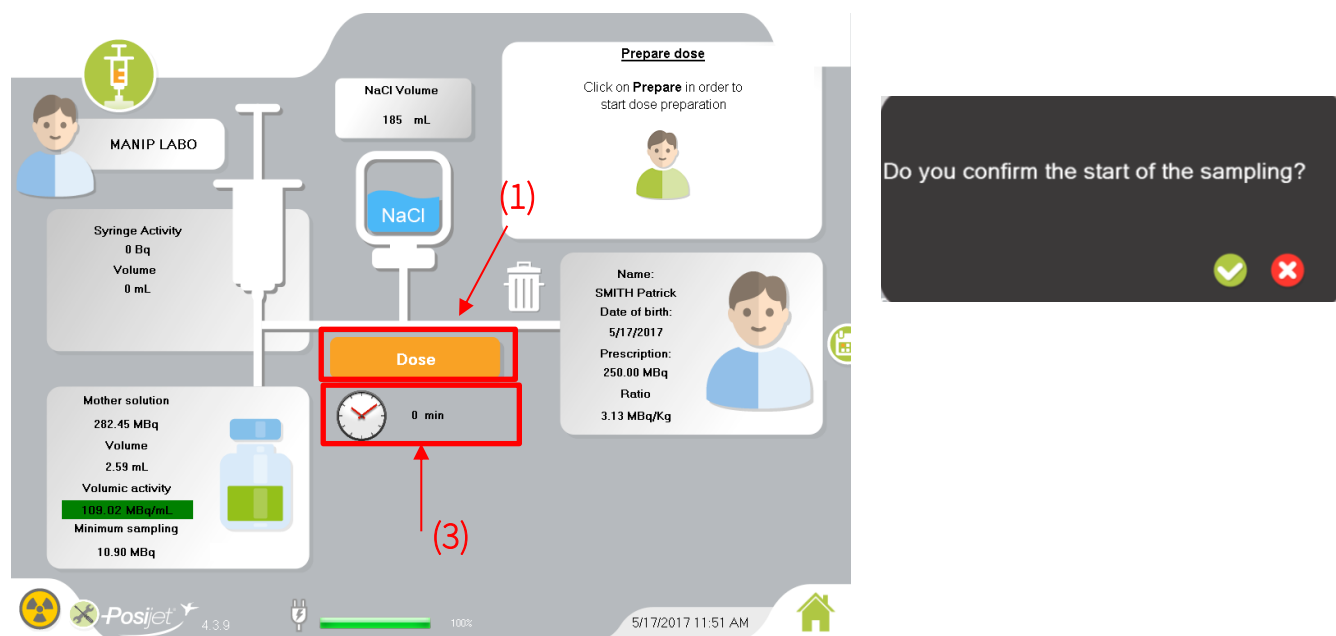 E
MANIP LABO
NaCl Volume
185 mL
NaCl
Prepare dose
Click on Prepare in order to
start dose preparation
(1)
Syringe Activity
0 Bq
Volume
0 mL
Name:
SMITH Patrick
Date of birth:
5/17/2017
Prescription:
250.00 MBq
Ratio
3.13 MBq/Kg
Dose
0 min
(3)
Mother solution
282.45 MBq
Volume
2.59 mL
Volumic activity
109.02 MBq/mL
Minimum sampling
10.90 MBq
Posijet
4.3.9
100%
5/17/2017 11:51 AM
Do you confirm the start of the sampling?